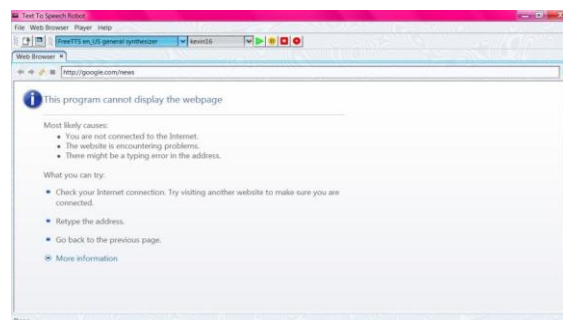 Text To Speech Robot
File Web Browser Player Help
FreeTTS en_US general synthesizer kevin16
Web Browser
http://google.com/news
This program cannot display the webpage
Most likely causes:
You are not connected to the Internet.
The website is encountering problems.
There might be a typing error in the address.
What you can try:
Check your Internet connection. Try visiting another website to make sure you are
connected.
Retype the address.
Go back to the previous page.
More information
Done